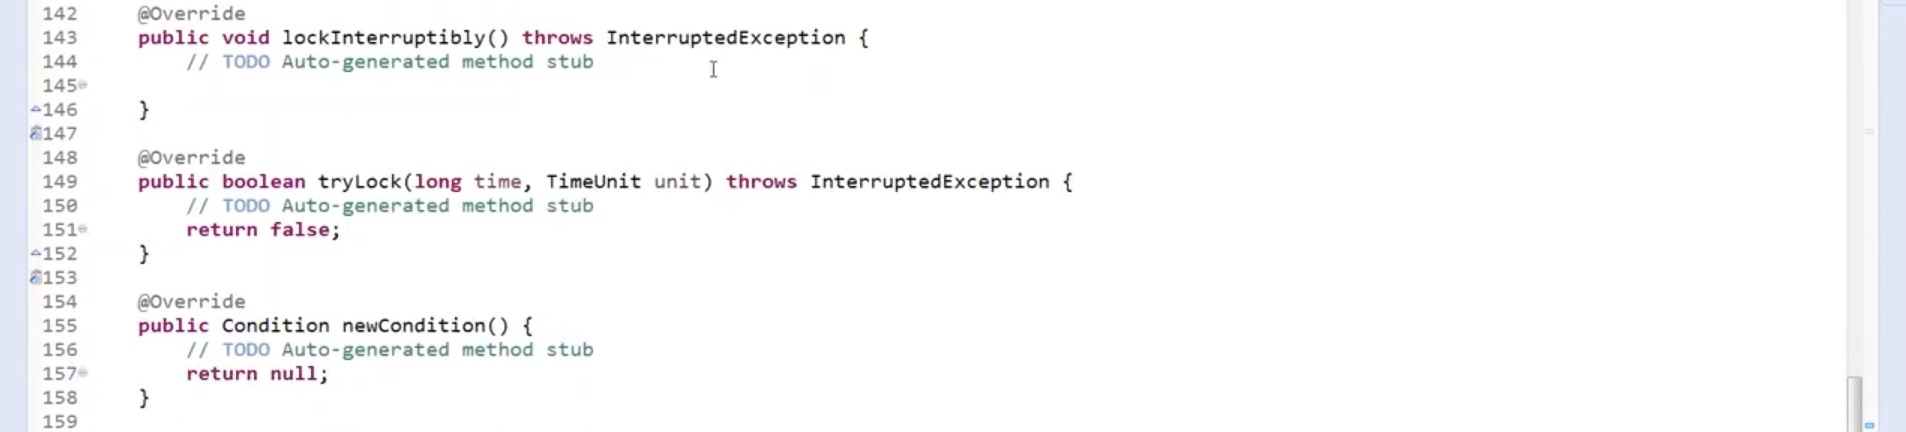 142 @Override
143 public void lockInterruptibly() throws InterruptedException {
144 // TODO Auto-generated method stub
145
146 }
147
148 @Override
149 public boolean tryLock(long time, TimeUnit unit) throws InterruptedException {
150 // TODO Auto-generated method stub
151 return false;
152 }
153
154 @Override
155 public Condition newCondition() {
156 // TODO Auto-generated method stub
157 return null;
158 }
159